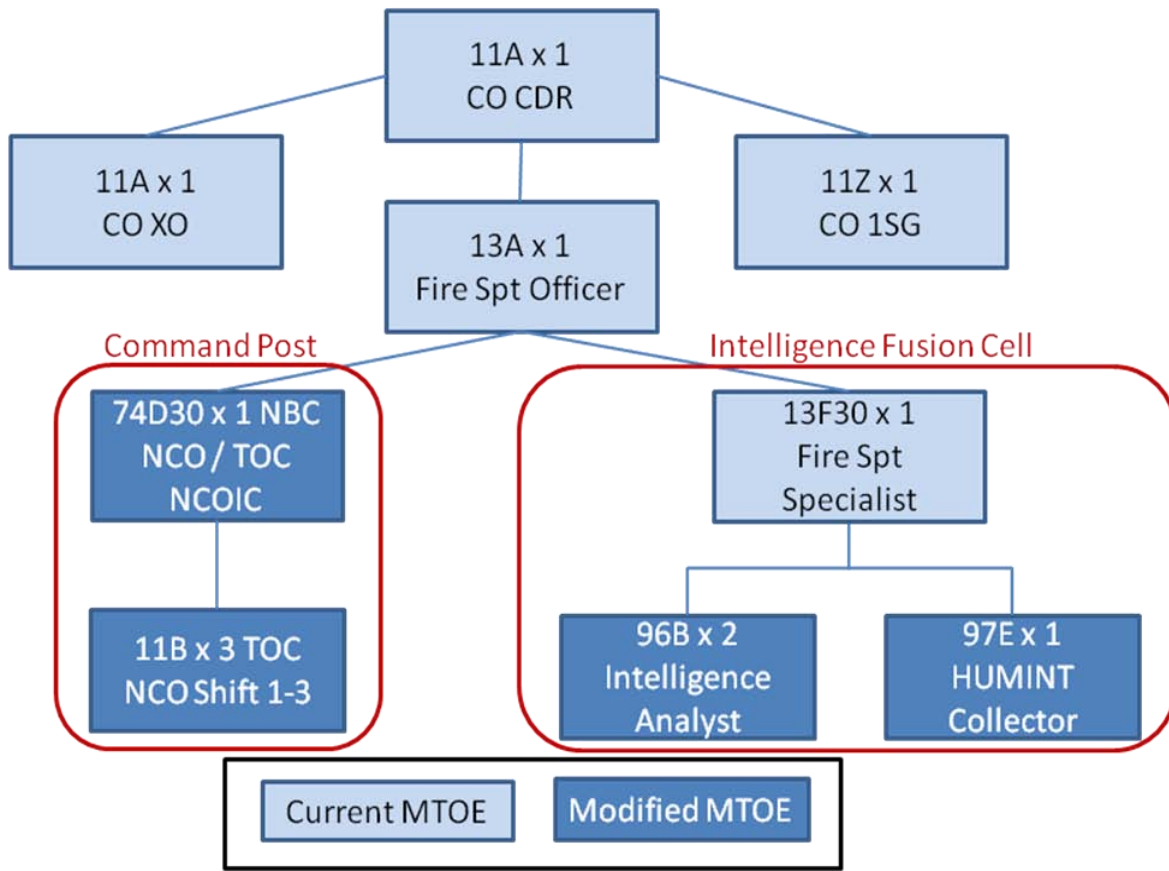 11A x 1
CO CDR
11A x 1
CO XO
11Z x 1
CO 1SG
13A x 1
Fire Spt Officer
Command Post
Intelligence Fusion Cell
74D30 x 1 NBC
NCO / TOC
NCOIC
13F30 x 1
Fire Spt
Specialist
11B x 3 TOC
NCO Shift 1-3
96B x 2
Intelligence
Analyst
97E x 1
HUMINT
Collector
Current MTOE
Modified MTOE